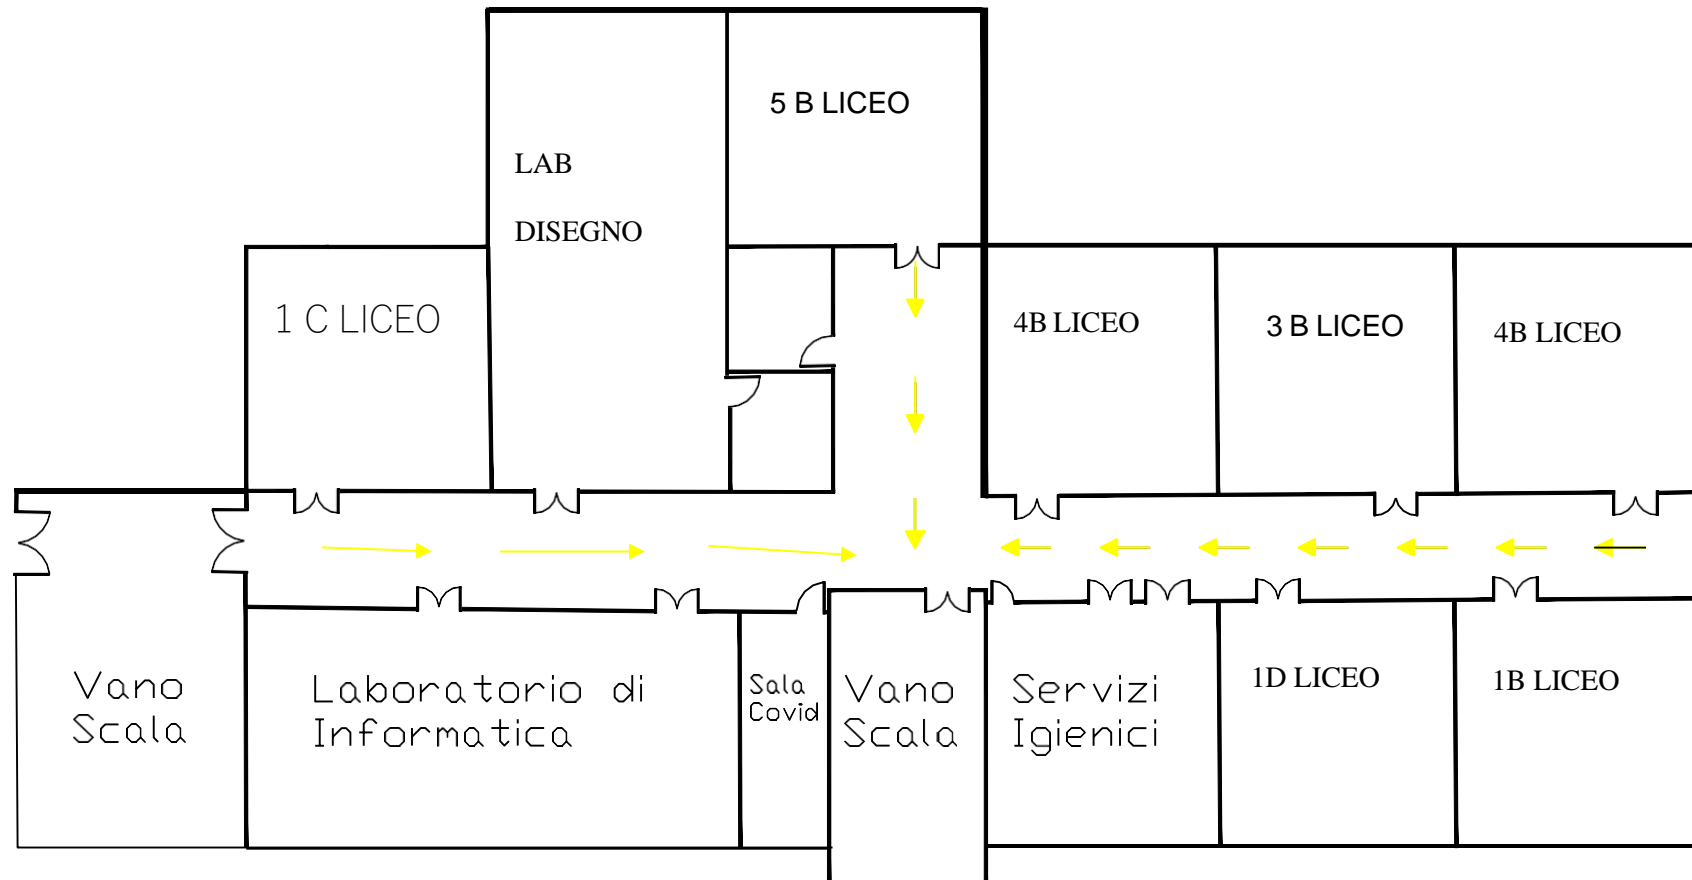 5 B LICEO
LAB
DISEGNO
1 C LICEO
4B LICEO
3 B LICEO
4B LICEO
Vano
Scala
Laboratorio di
Informatica
Sala
Covid
Vano
Scala
Servizi
Igienici
1D LICEO
1B LICEO